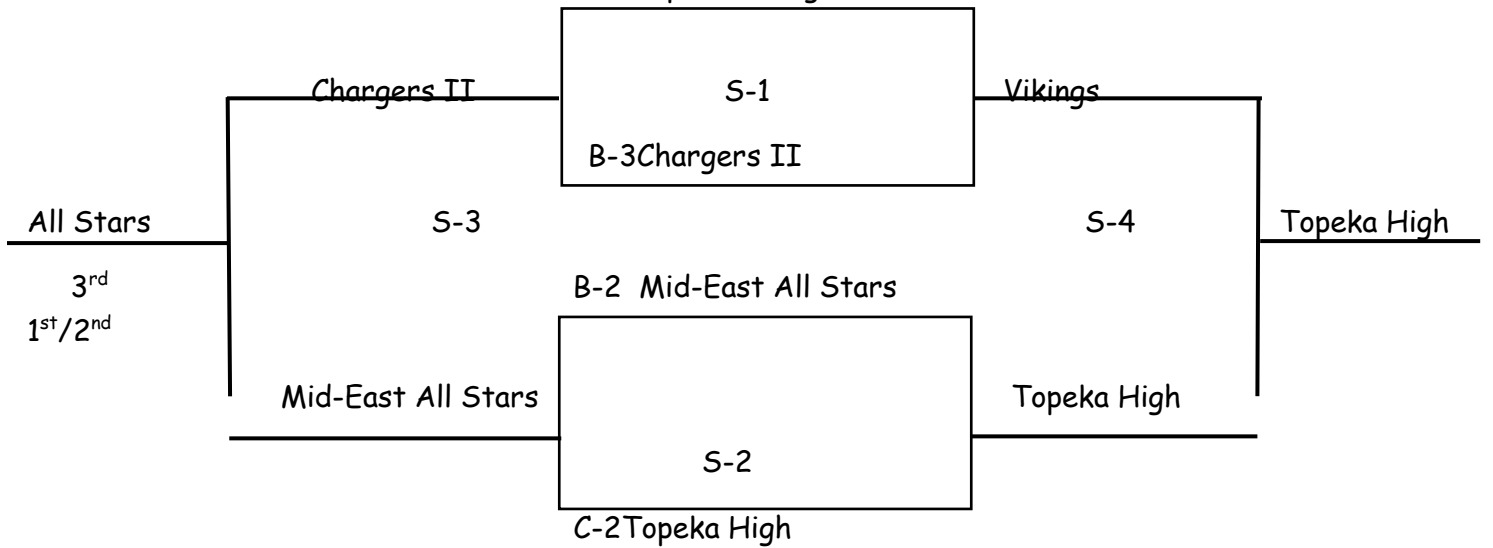 Chargers II
S-1
Vikings
B-3Chargers II
All Stars
S-3
S-4
Topeka High
3rd
B-2 Mid-East All Stars
1st/2nd
Mid-East All Stars
Topeka High
S-2
C-2Topeka High